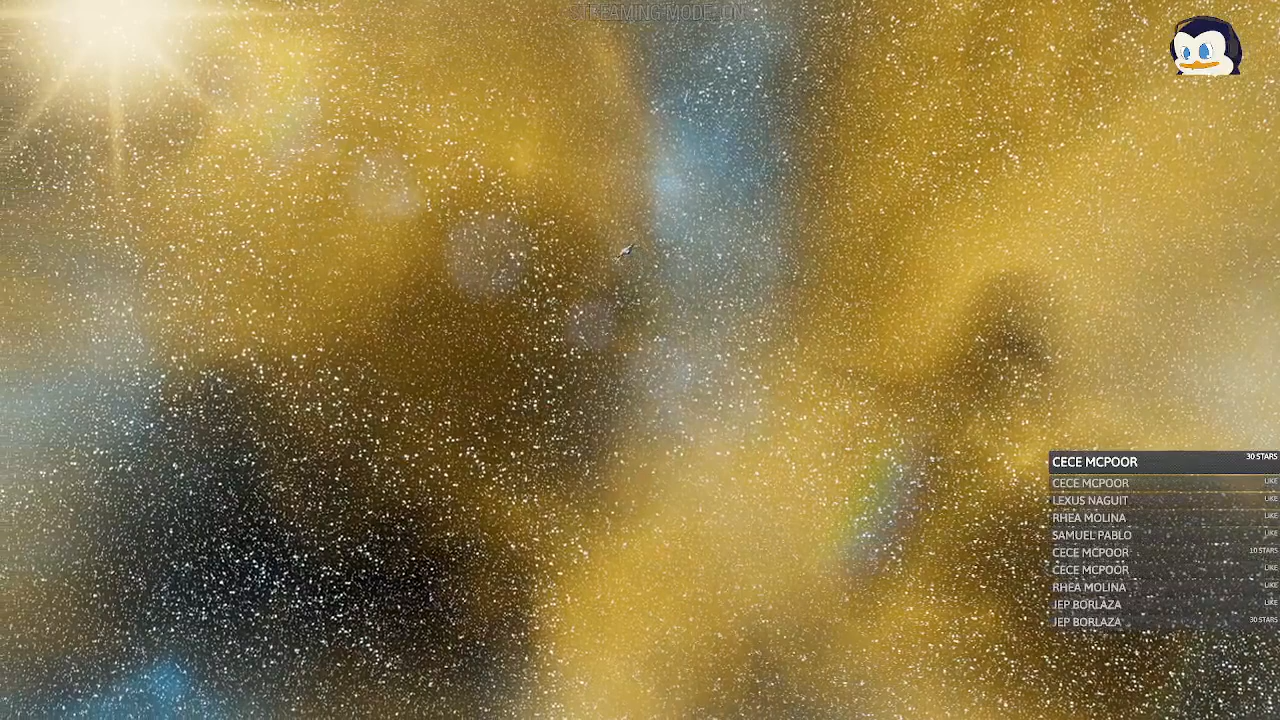 STREAMING MODE: ON
CECE MCPOOR 30 STARS
CECE MCPOOR LIKE
LEXUS NAGUIT LIKE
RHEA MOLINA LIKE
SAMUEL PABLO LIKE
CECE MCPOOR 10 STARS
CECE MCPOOR LIKE
RHEA MOLINA LIKE
JEP BORLAZA LIKE
JEP BORLAZA 30 STARS